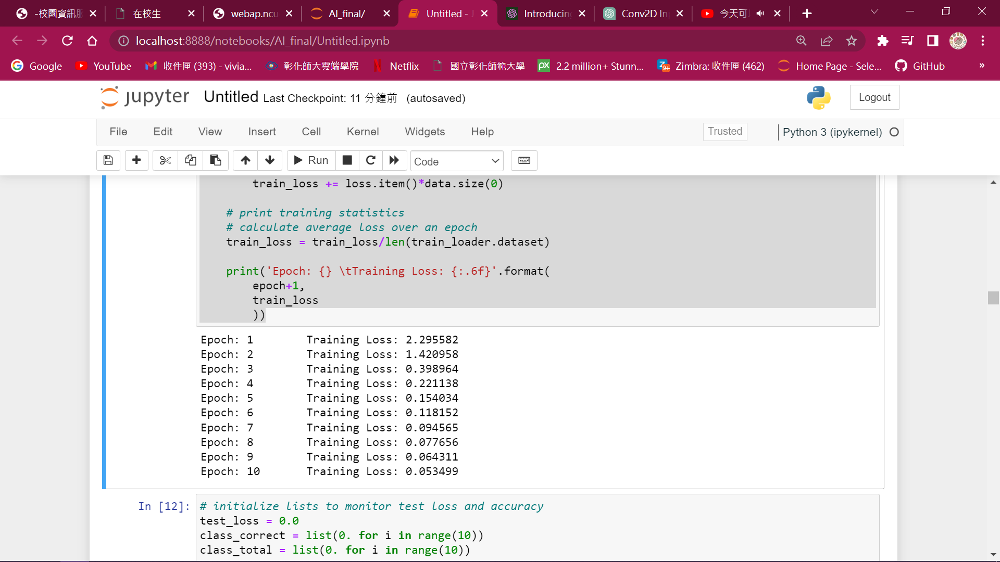 -校園資訊服
在校生
webap.ncu
AI_final/
Untitled - J
Introducin
Conv2D In
今天可
localhost:8888/notebooks/AI_final/Untitled.ipynb
Google
YouTube
收件匣 (393) - vivia...
彰化師大雲端學院
Netflix
國立彰化師範大學
px
2.2 million+ Stunn...
Zimbra: 收件匣 (462)
Home Page - Sele...
GitHub
»
jupyter
Untitled Last Checkpoint: 11 分鐘前 (autosaved)
Logout
File
Edit
View
Insert
Cell
Kernel
Widgets
Help
Trusted
Python 3 (ipykernel)
Run
Code
train_loss += loss.item()*data.size(0)
# print training statistics
# calculate average loss over an epoch
train_loss = train_loss/len(train_loader.dataset)
print('Epoch: {} \tTraining Loss: {:.6f}'.format(
epoch+1,
train_loss
))
Epoch: 1 Training Loss: 2.295582
Epoch: 2 Training Loss: 1.420958
Epoch: 3 Training Loss: 0.398964
Epoch: 4 Training Loss: 0.221138
Epoch: 5 Training Loss: 0.154034
Epoch: 6 Training Loss: 0.118152
Epoch: 7 Training Loss: 0.094565
Epoch: 8 Training Loss: 0.077656
Epoch: 9 Training Loss: 0.064311
Epoch: 10 Training Loss: 0.053499
In [12]:
# initialize lists to monitor test loss and accuracy
test_loss = 0.0
class_correct = list(0. for i in range(10))
class_total = list(0. for i in range(10))